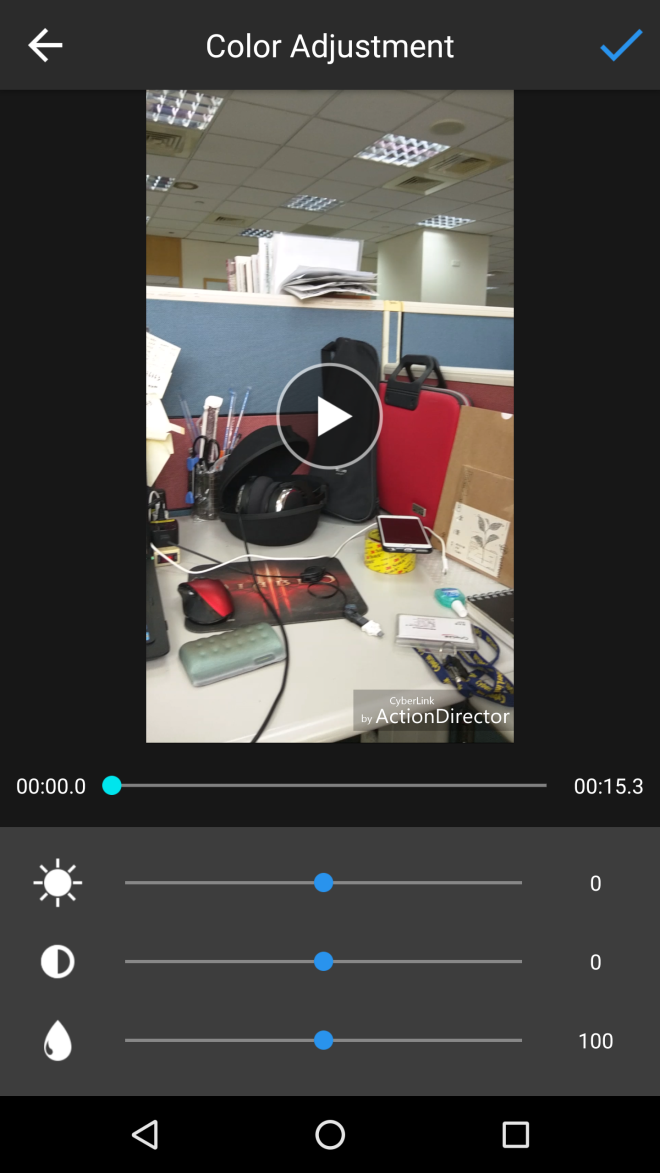 Color Adjustment
CyberLink
by ActionDirector
00:00.0
00:15.3
0
0
100